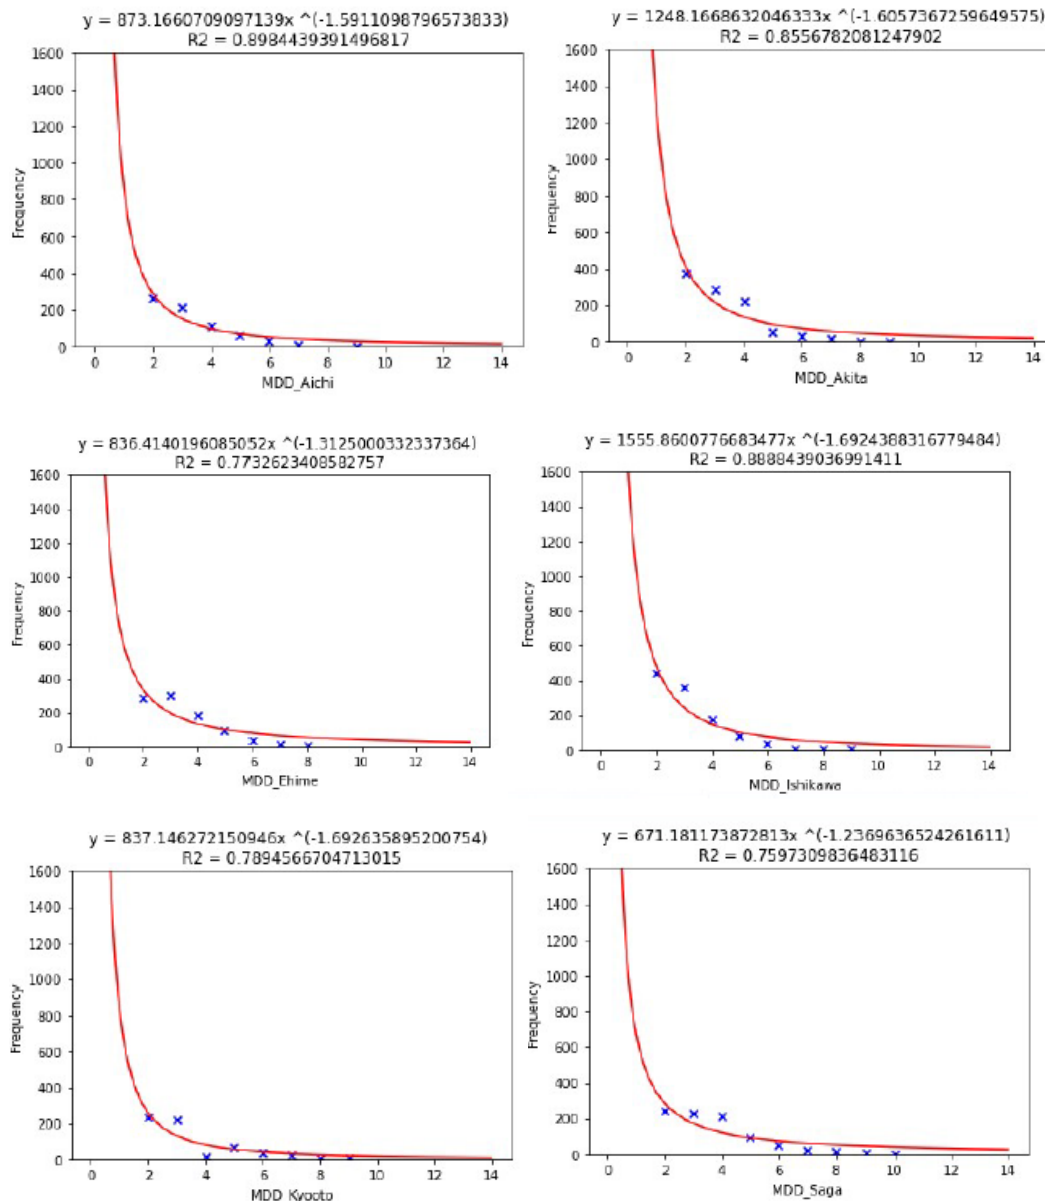 y = 873.1660709097139x ^(-1.5911098796573833)
R2 = 0.8984439391496817
1600
1400
1200
1000
800
600
400
200
0
Frequency
0 2 4 6 8 10 12 14
MDD_Aichi
y = 1248.1668632046333x ^(-1.6057367259649575)
R2 = 0.8556782081247902
1600
1400
1200
1000
800
600
400
200
0
Frequency
0 2 4 6 8 10 12 14
MDD_Akita
y = 836.4140196085052x ^(-1.3125000332337364)
R2 = 0.7732623408582757
1600
1400
1200
1000
800
600
400
200
0
Frequency
0 2 4 6 8 10 12 14
MDD_Ehime
y = 1555.8600776683477x ^(-1.6924388316779484)
R2 = 0.8888439036991411
1600
1400
1200
1000
800
600
400
200
0
Frequency
0 2 4 6 8 10 12 14
MDD_Ishikawa
y = 837.146272150946x ^(-1.692635895200754)
R2 = 0.7894566704713015
1600
1400
1200
1000
800
600
400
200
0
Frequency
0 2 4 6 8 10 12 14
MDD_Kyooto
y = 671.181173872813x ^(-1.2369636524261611)
R2 = 0.7597309836483116
1600
1400
1200
1000
800
600
400
200
0
Frequency
0 2 4 6 8 10 12 14
MDD_Saga